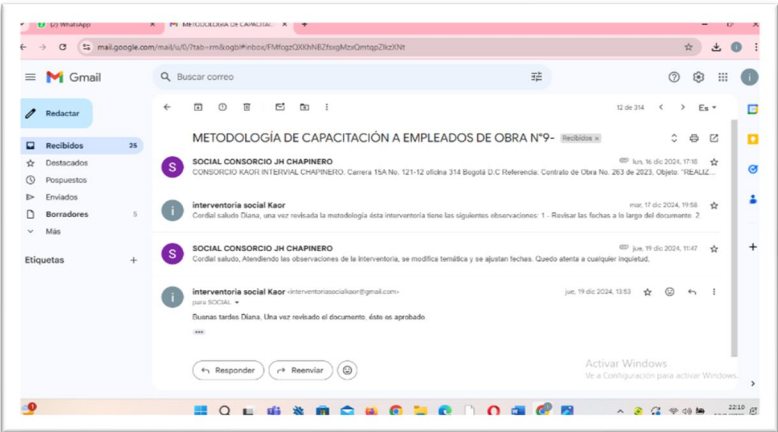 (2) WhatsApp
METODOLOGÍA DE CAPACITAC
mail.google.com/mail/u/0/?tab=rm&ogbl#inbox/
Gmail
Buscar correo
Redactar
12 de 314
Es
Recibidos 25
Destacados
Pospuestos
Enviados
Borradores 5
Más
Etiquetas
METODOLOGÍA DE CAPACITACIÓN A EMPLEADOS DE OBRA N°9- Recibidos x
S
SOCIAL CONSORCIO JH CHAPINERO
lun, 16 dic 2024, 17:18
CONSORCIO KAOR INTERVIAL CHAPINERO. Carrera 15A No. 121-12 oficina 314 Bogotá D.C Referencia: Contrato de Obra No. 263 de 2023, Objeto: "REALIZ...
i
interventoria social Kaor
mar, 17 dic 2024, 19:58
Cordial saludo Diana, una vez revisada la metodología ésta interventoria tiene las siguientes observaciones: 1 - Revisar las fechas a lo largo del documento. 2.
S
SOCIAL CONSORCIO JH CHAPINERO
jue, 19 dic 2024, 11:47
Cordial saludo, Atendiendo las observaciones de la Interventoría, se modifica temática y se ajustan fechas. Quedo atenta a cualquier inquietud,
i
interventoria social Kaor <interventoriasocialkaor@gmail.com>
jue, 19 dic 2024, 13:53
para SOCIAL
Buenas tardes Diana, Una vez revisado el documento, éste es aprobado
Responder
Reenviar
Activar Windows
Ve a Configuración para activar Windows.
22:10